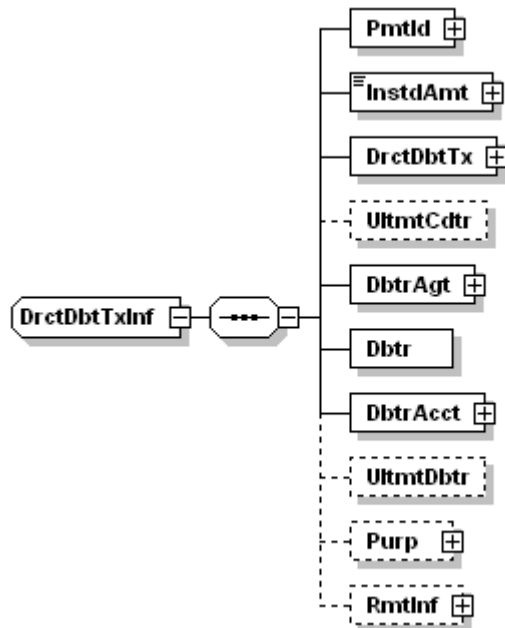 PmtId
InstdAmt
DrctDbtTx
UltmtCdtr
DbtrAgt
DrctDbtTxInf
Dbtr
DbtrAcct
UltmtDbtr
Purp
RmtInf